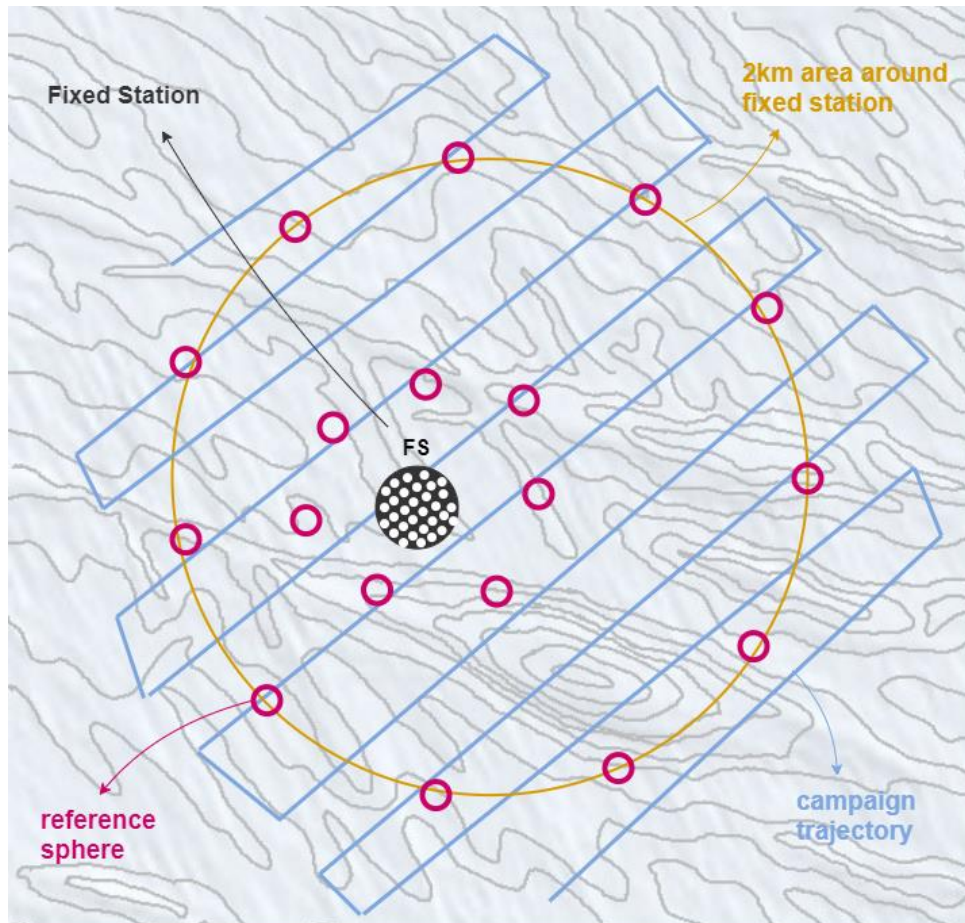 Fixed Station
2km area around
fixed station
FS
reference
sphere
campaign
trajectory